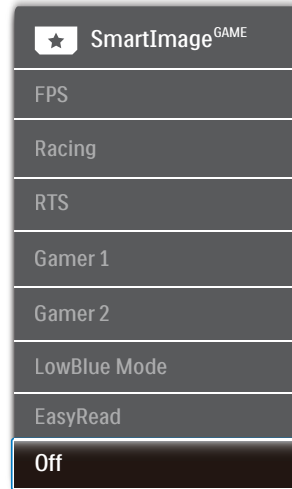 SmartImage GAME
FPS
Racing
RTS
Gamer 1
Gamer 2
LowBlue Mode
EasyRead
Off